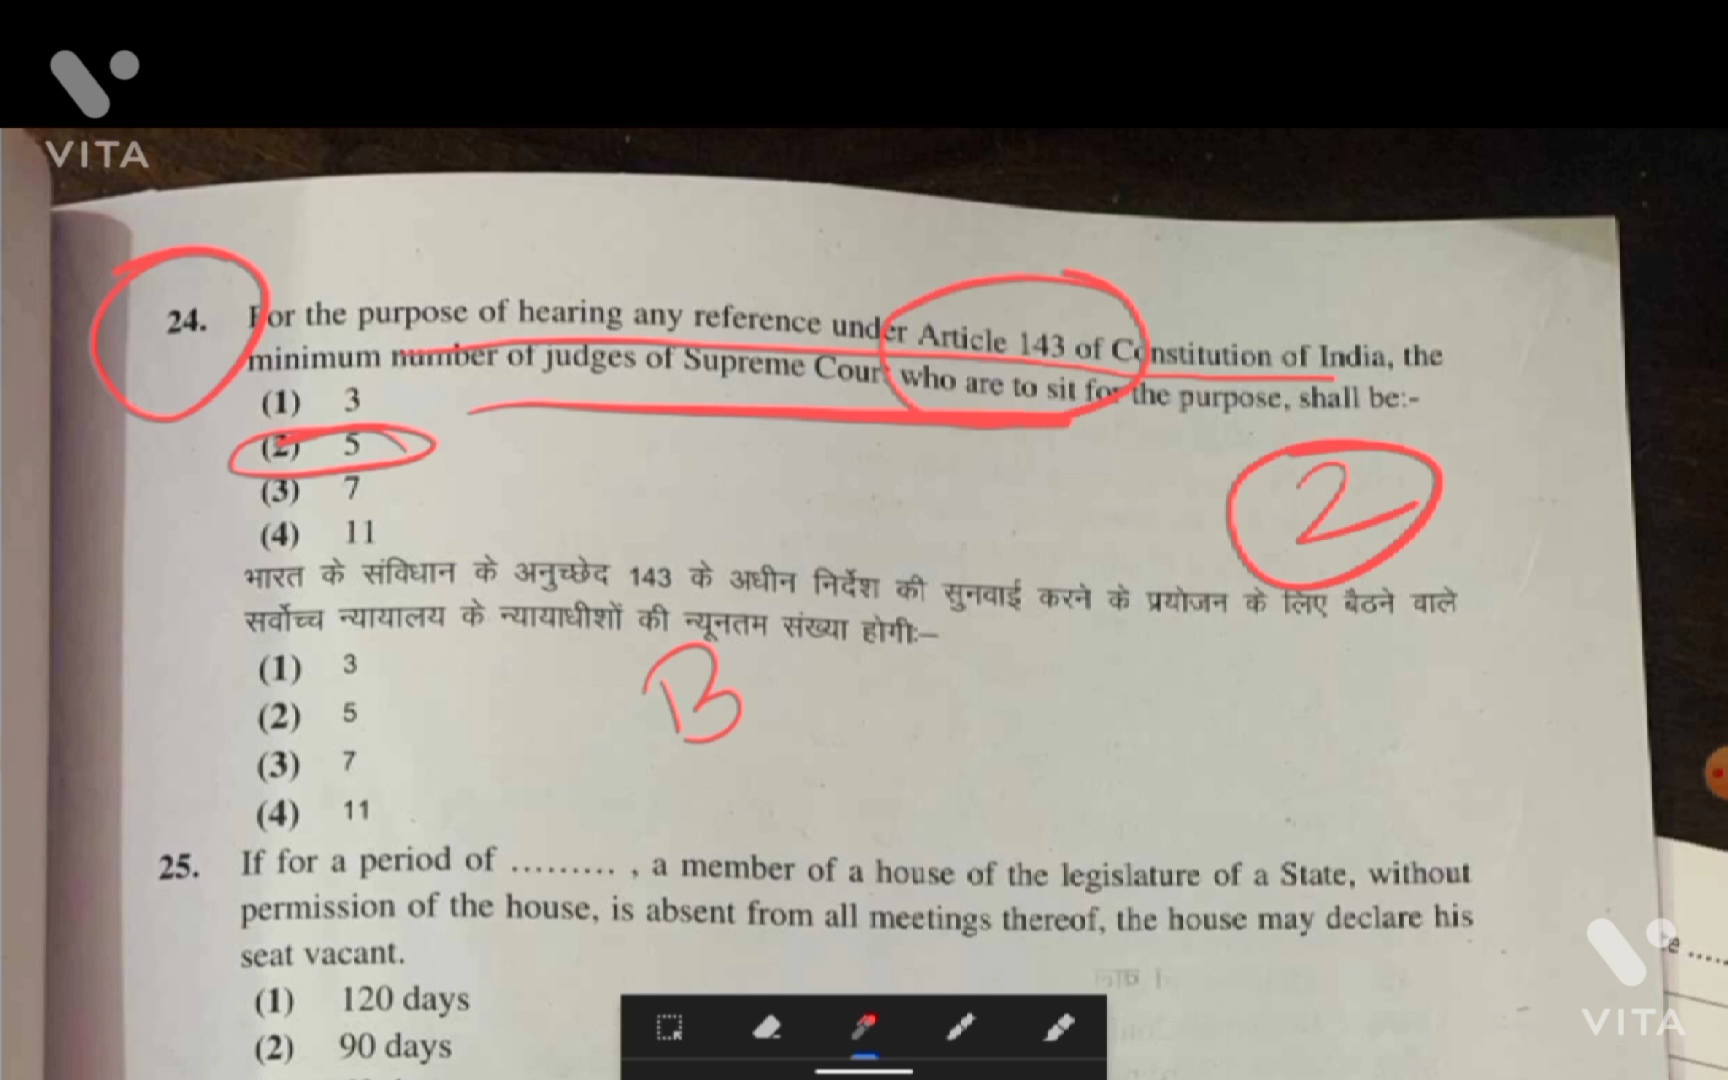 VITA
24. For the purpose of hearing any reference under Article 143 of Constitution of India, the
minimum number of judges of Supreme Court who are to sit for the purpose, shall be:-
(1) 3
(2) 5
(3) 7
(4) 11
2
भारत के संविधान के अनुच्छेद 143 के अधीन निर्देश की सुनवाई करने के प्रयोजन के लिए बैठने वाले
सर्वोच्च न्यायालय के न्यायाधीशों की न्यूनतम संख्या होगीः–
(1) 3
(2) 5
(3) 7
(4) 11
B
25. If for a period of ......... , a member of a house of the legislature of a State, without
permission of the house, is absent from all meetings thereof, the house may declare his
seat vacant.
(1) 120 days
(2) 90 days
VITA